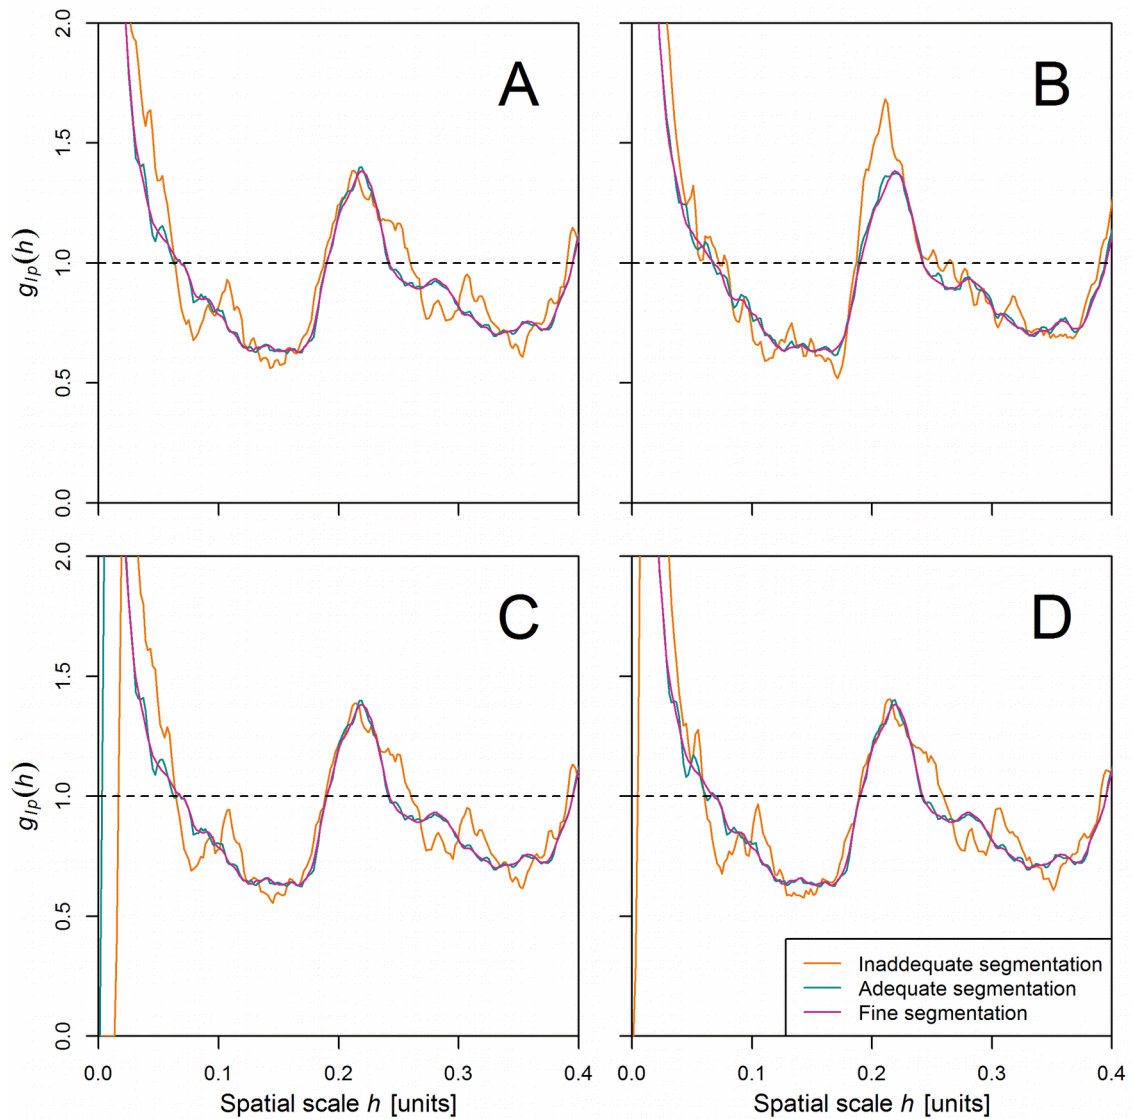 2.0
1.5
1.0
0.5
0.0
g_lp(h)
A
B
2.0
1.5
1.0
0.5
0.0
g_lp(h)
C
D
Inaddequate segmentation
Adequate segmentation
Fine segmentation
0.0 0.1 0.2 0.3 0.4
0.0 0.1 0.2 0.3 0.4
Spatial scale h [units]
Spatial scale h [units]